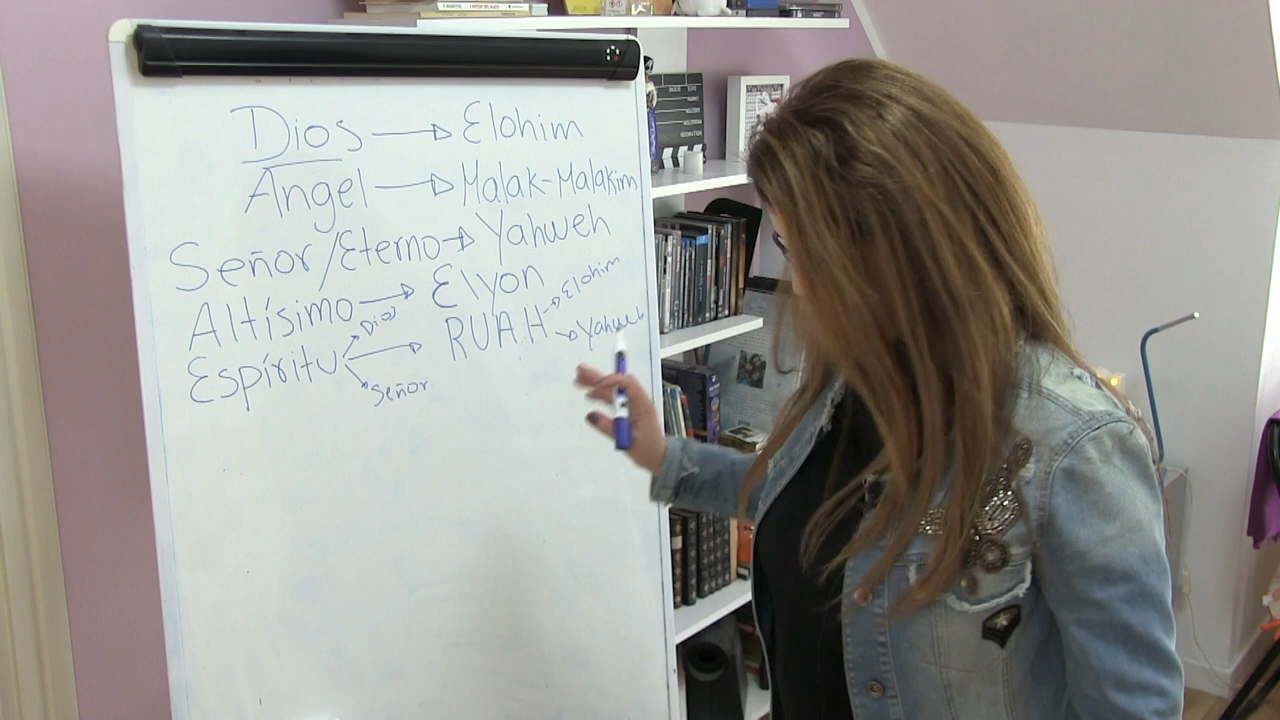 Dios → Elohim
Angel → Malak-Malakim
Señor/Eterno → Yahweh
Altísimo → Elyon
Espíritu → RUAH
→ Dios
→ Señor
→ Elohim
→ Yahweh